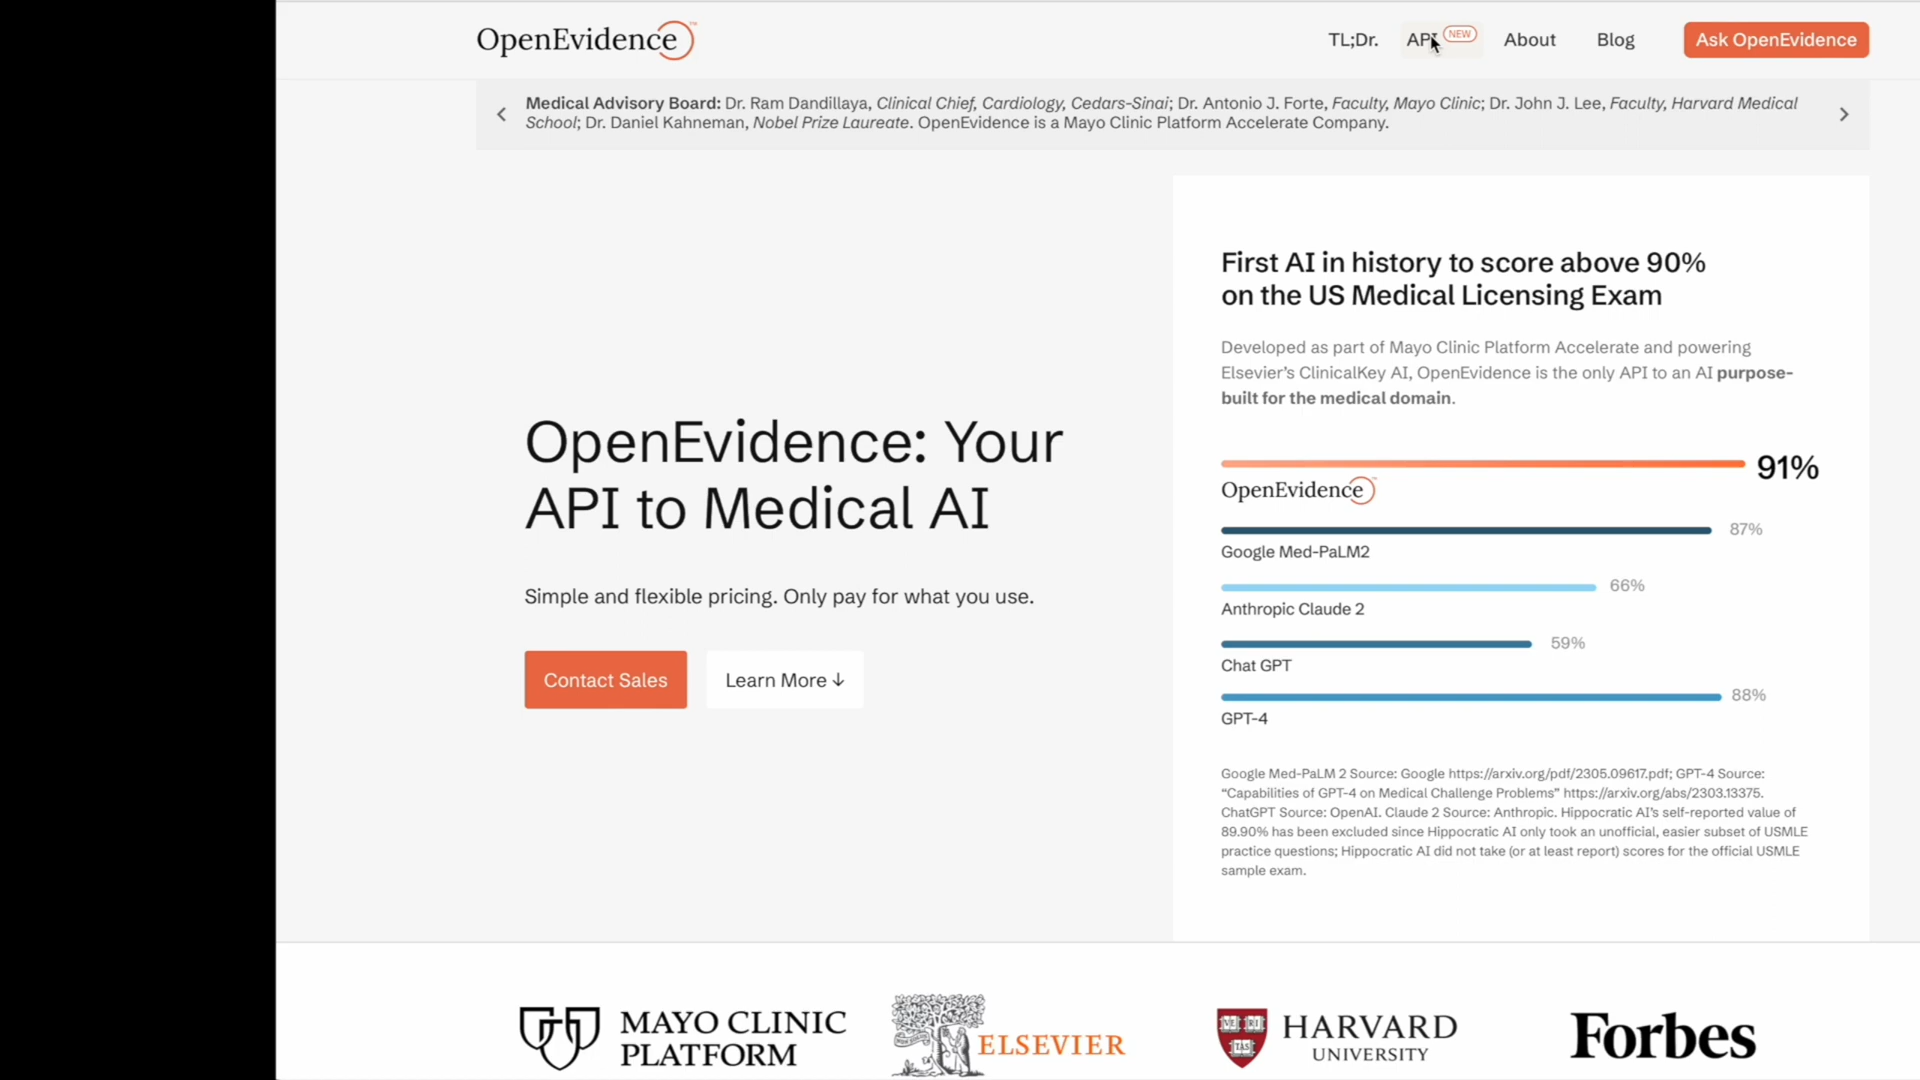 OpenEvidence™
TL;Dr. API NEW About Blog Ask OpenEvidence
Medical Advisory Board: Dr. Ram Dandillaya, Clinical Chief, Cardiology, Cedars-Sinai; Dr. Antonio J. Forte, Faculty, Mayo Clinic; Dr. John J. Lee, Faculty, Harvard Medical
School; Dr. Daniel Kahneman, Nobel Prize Laureate. OpenEvidence is a Mayo Clinic Platform Accelerate Company.
OpenEvidence: Your
API to Medical AI
Simple and flexible pricing. Only pay for what you use.
Contact Sales
Learn More ↓
First AI in history to score above 90%
on the US Medical Licensing Exam
Developed as part of Mayo Clinic Platform Accelerate and powering
Elsevier’s ClinicalKey AI, OpenEvidence is the only API to an AI purpose-
built for the medical domain.
91%
OpenEvidence™
87%
Google Med-PaLM2
66%
Anthropic Claude 2
59%
Chat GPT
88%
GPT-4
Google Med-PaLM 2 Source: Google https://arxiv.org/pdf/2305.09617.pdf; GPT-4 Source:
“Capabilities of GPT-4 on Medical Challenge Problems” https://arxiv.org/abs/2303.13375.
ChatGPT Source: OpenAI. Claude 2 Source: Anthropic. Hippocratic AI’s self-reported value of
89.90% has been excluded since Hippocratic AI only took an unofficial, easier subset of USMLE
practice questions; Hippocratic AI did not take (or at least report) scores for the official USMLE
sample exam.
MAYO CLINIC
PLATFORM
ELSEVIER
VE RI
TAS
HARVARD
UNIVERSITY
Forbes